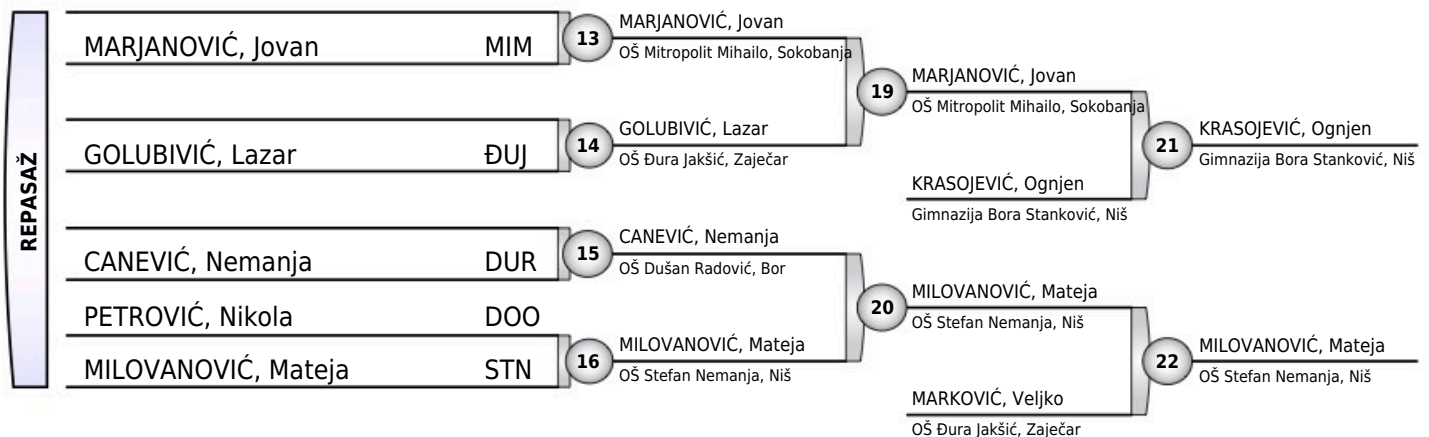 REPASAŽ
MARJANOVIĆ, Jovan MIM
GOLUBIVIĆ, Lazar ĐUJ
CANEVIĆ, Nemanja DUR
PETROVIĆ, Nikola DOO
MILOVANOVIĆ, Mateja STN
13
MARJANOVIĆ, Jovan
OŠ Mitropolit Mihailo, Sokobanja
14
GOLUBIVIĆ, Lazar
OŠ Đura Jakšić, Zaječar
15
CANEVIĆ, Nemanja
OŠ Dušan Radović, Bor
16
MILOVANOVIĆ, Mateja
OŠ Stefan Nemanja, Niš
19
MARJANOVIĆ, Jovan
OŠ Mitropolit Mihailo, Sokobanja
KRASOJEVIĆ, Ognjen
Gimnazija Bora Stanković, Niš
20
MILOVANOVIĆ, Mateja
OŠ Stefan Nemanja, Niš
MARKOVIĆ, Veljko
OŠ Đura Jakšić, Zaječar
21
KRASOJEVIĆ, Ognjen
Gimnazija Bora Stanković, Niš
22
MILOVANOVIĆ, Mateja
OŠ Stefan Nemanja, Niš